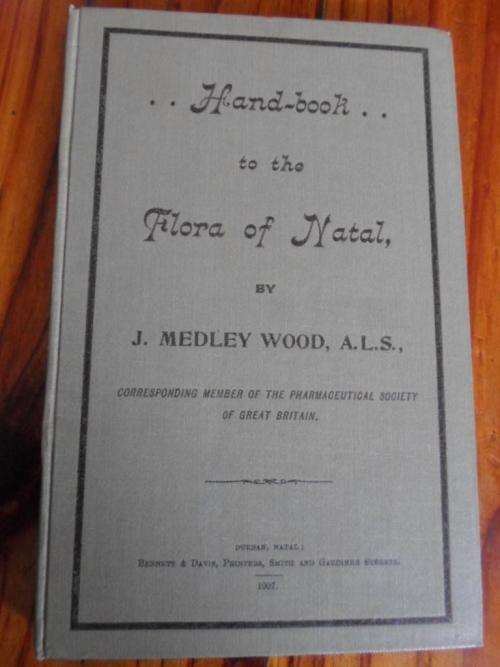 . . Hand-book . .
to the
Flora of Natal,
BY
J. MEDLEY WOOD, A.L.S.,
CORRESPONDING MEMBER OF THE PHARMACEUTICAL SOCIETY
OF GREAT BRITAIN.
DURBAN, NATAL:
BENNETT & DAVIS, PRINTERS, SMITH AND GARDINER STREETS.
1907.